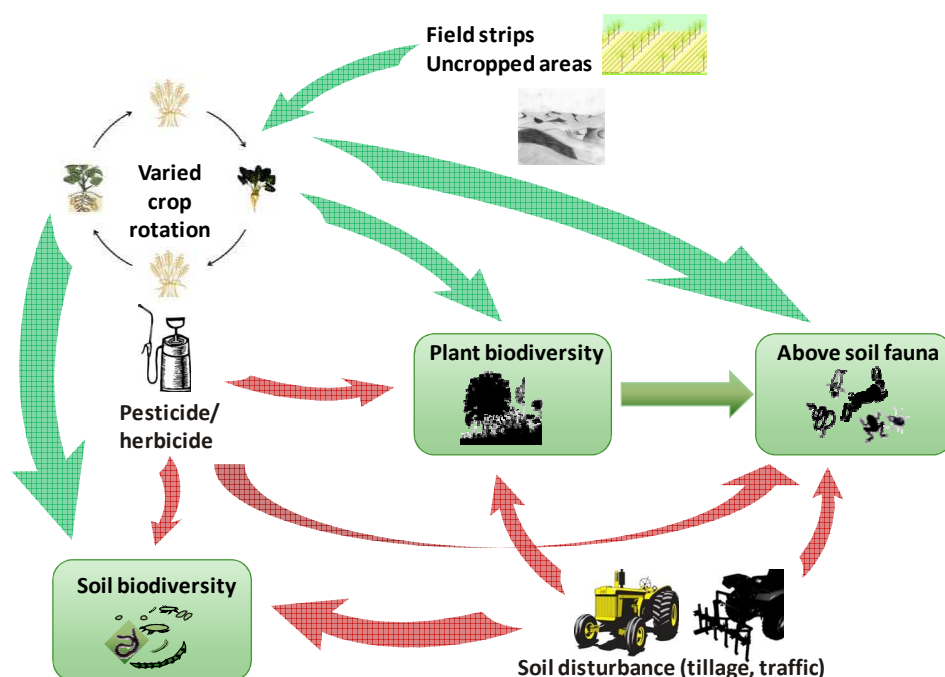 Field strips
Uncropped areas
Varied
crop
rotation
Plant biodiversity
Above soil fauna
Pesticide/
herbicide
Soil biodiversity
Soil disturbance (tillage, traffic)